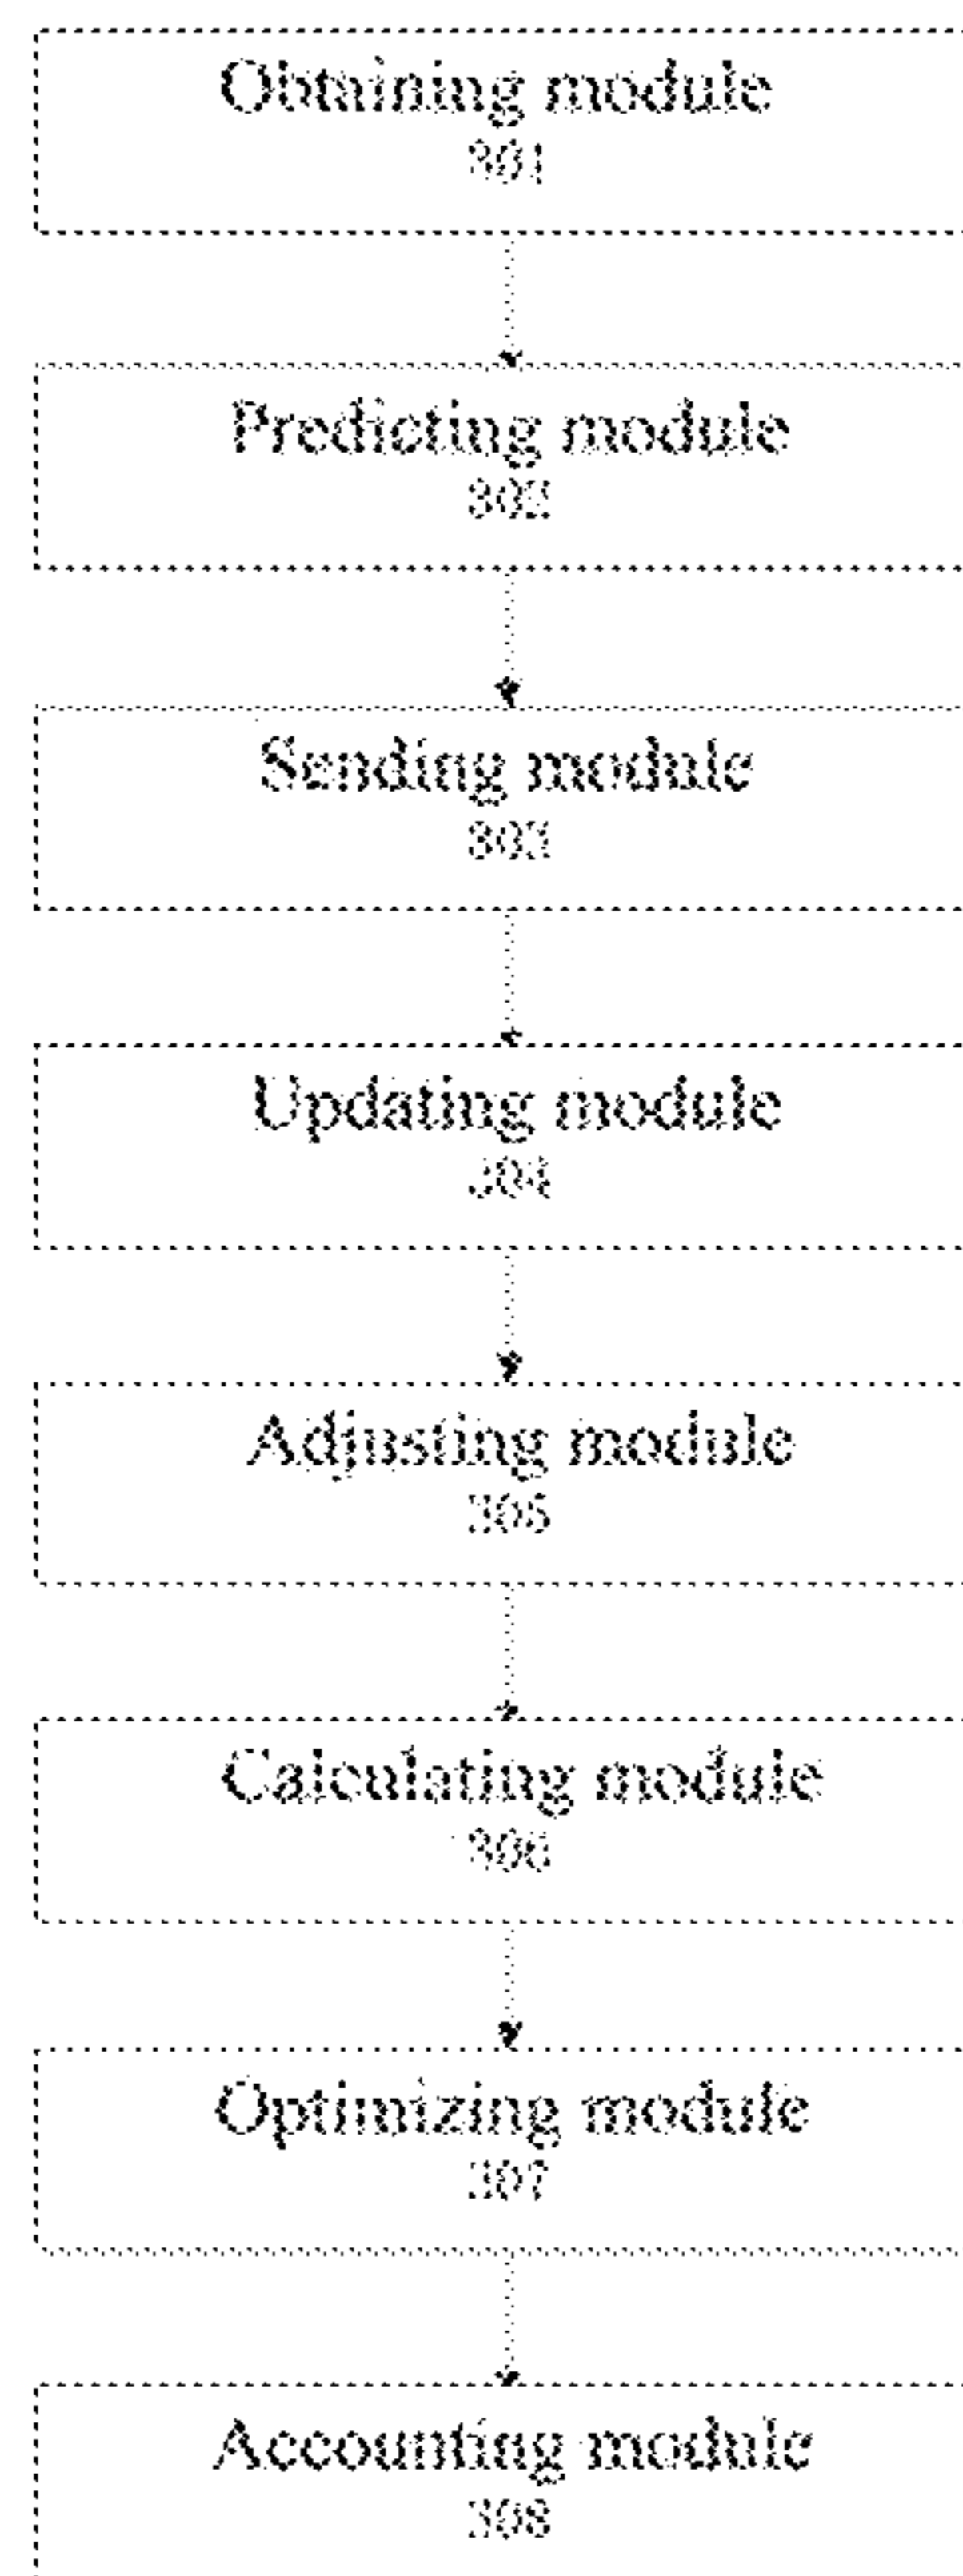 Obtaining module
301
Predicting module
302
Sending module
303
Updating module
304
Adjusting module
305
Calculating module
306
Optimizing module
307
Accounting module
308